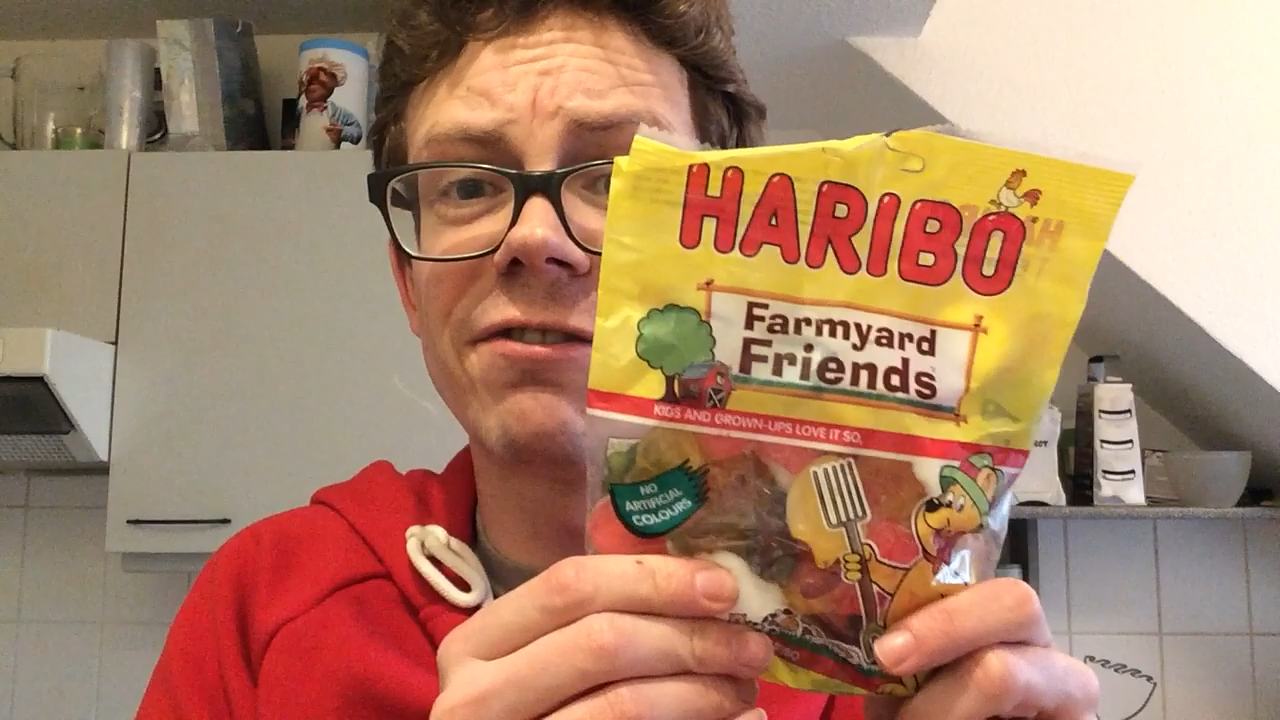 HARIBO
Farmyard
Friends
KIDS AND GROWN-UPS LOVE IT SO,
NO
ARTIFICIAL
COLOURS